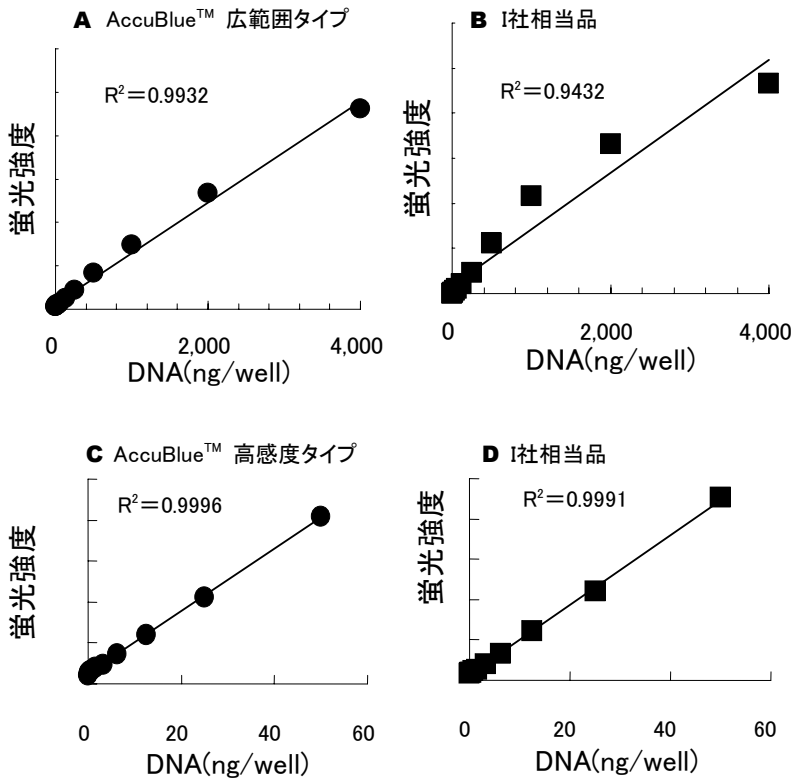 A AccuBlue™ 広範囲タイプ
R²＝0.9932
蛍光強度
0 2,000 4,000
DNA(ng/well)
B I社相当品
R²＝0.9432
蛍光強度
0 2,000 4,000
DNA(ng/well)
C AccuBlue™ 高感度タイプ
R²＝0.9996
蛍光強度
0 20 40 60
DNA(ng/well)
D I社相当品
R²＝0.9991
蛍光強度
0 20 40 60
DNA(ng/well)